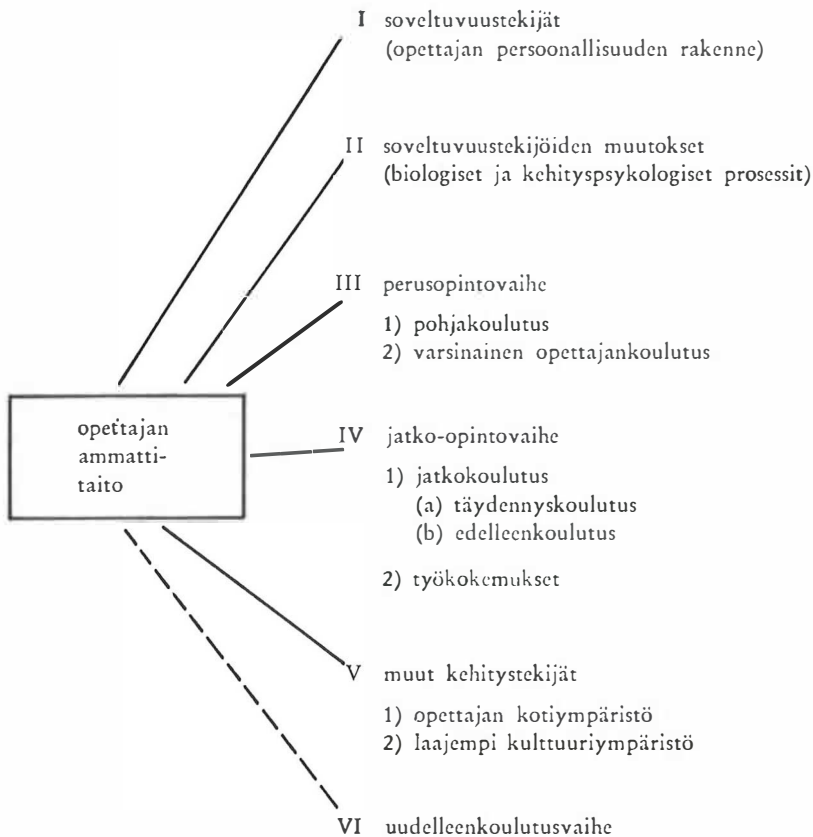 I soveltuvuustekijät
(opettajan persoonallisuuden rakenne)
II soveltuvuustekijöiden muutokset
(biologiset ja kehityspsykologiset prosessit)
III perusopintovaihe
1) pohjakoulutus
2) varsinainen opettajankoulutus
opettajan
ammatti-
taito
IV jatko-opintovaihe
1) jatkokoulutus
(a) täydennyskoulutus
(b) edelleenkoulutus
2) työkokemukset
V muut kehitystekijät
1) opettajan kotiympäristö
2) laajempi kulttuuriympäristö
VI uudelleenkoulutusvaihe